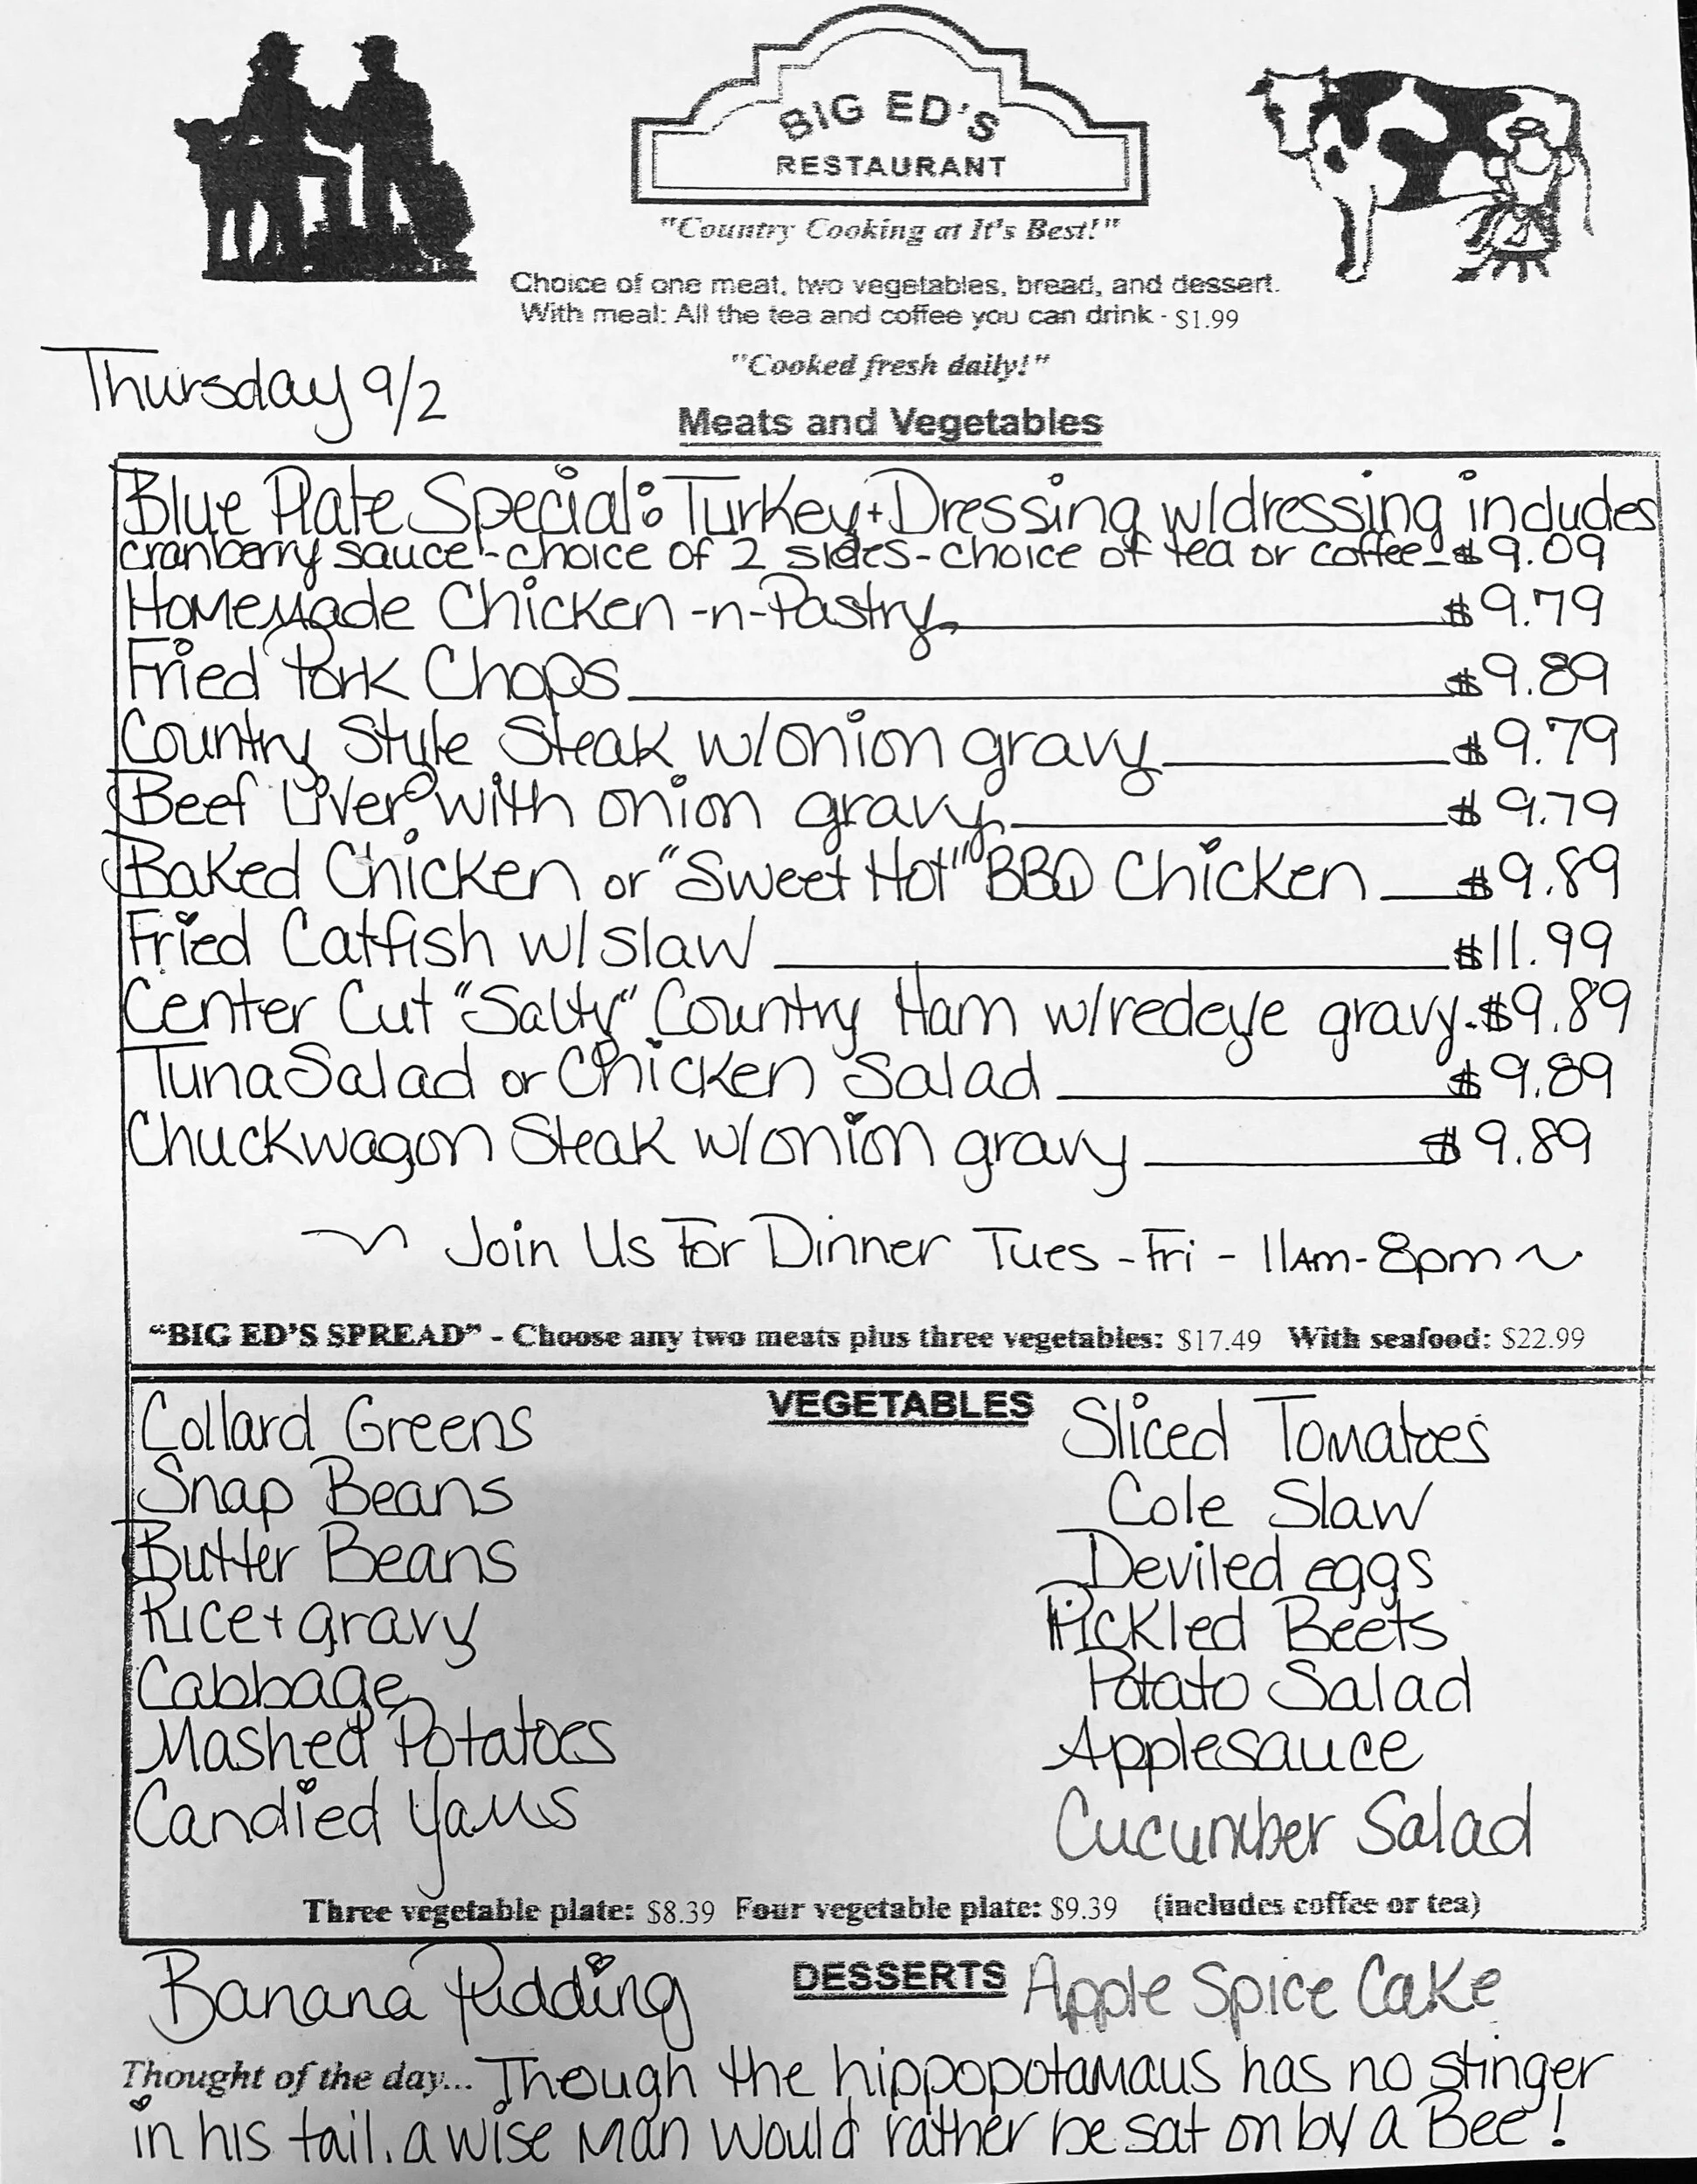 BIG ED'S
RESTAURANT
"Country Cooking at It's Best!"
Choice of one meat, two vegetables, bread, and dessert.
With meal: All the tea and coffee you can drink - $1.99
"Cooked fresh daily!"
Thursday 9/2
Meats and Vegetables
Blue Plate Special: Turkey + Dressing w/dressing includes
cranberry sauce - choice of 2 sides - choice of tea or coffee - $9.09
Homemade Chicken -n- Pastry $9.79
Fried Pork Chops $9.89
Country Style Steak w/onion gravy $9.79
Beef Liver with onion gravy $9.79
Baked Chicken or "Sweet Hot" BBQ Chicken $9.89
Fried Catfish w/slaw $11.99
Center Cut "Salty" Country Ham w/redeye gravy - $9.89
Tuna Salad or Chicken Salad $9.89
Chuckwagon Steak w/onion gravy $9.89
~ Join Us For Dinner Tues - Fri - 11am - 8pm ~
"BIG ED'S SPREAD" - Choose any two meats plus three vegetables: $17.49 With seafood: $22.99
VEGETABLES
Collard Greens
Snap Beans
Butter Beans
Rice + gravy
Cabbage
Mashed Potatoes
Candied Yams
Sliced Tomatoes
Cole Slaw
Deviled eggs
Pickled Beets
Potato Salad
Applesauce
Cucumber Salad
Three vegetable plate: $8.39 Four vegetable plate: $9.39 (includes coffee or tea)
DESSERTS
Banana Pudding
Apple Spice Cake
Thought of the day... Though the hippopotamaus has no stinger
in his tail, a wise man would rather be sat on by a Bee!